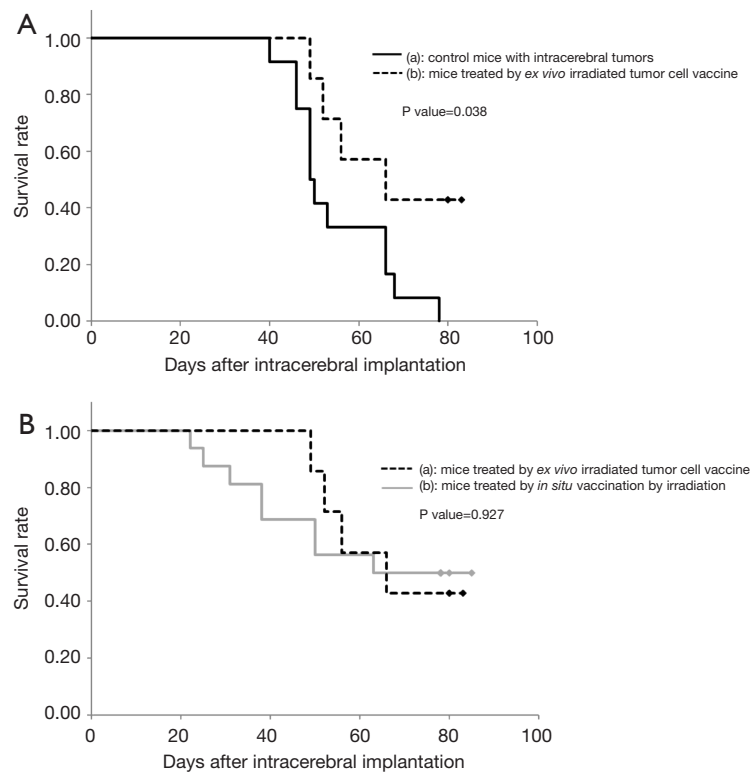 A
1.00
0.80
0.60
0.40
0.20
0.00
Survival rate
(a): control mice with intracerebral tumors
(b): mice treated by ex vivo irradiated tumor cell vaccine
P value=0.038
0 20 40 60 80 100
Days after intracerebral implantation
B
1.00
0.80
0.60
0.40
0.20
0.00
Survival rate
(a): mice treated by ex vivo irradiated tumor cell vaccine
(b): mice treated by in situ vaccination by irradiation
P value=0.927
0 20 40 60 80 100
Days after intracerebral implantation